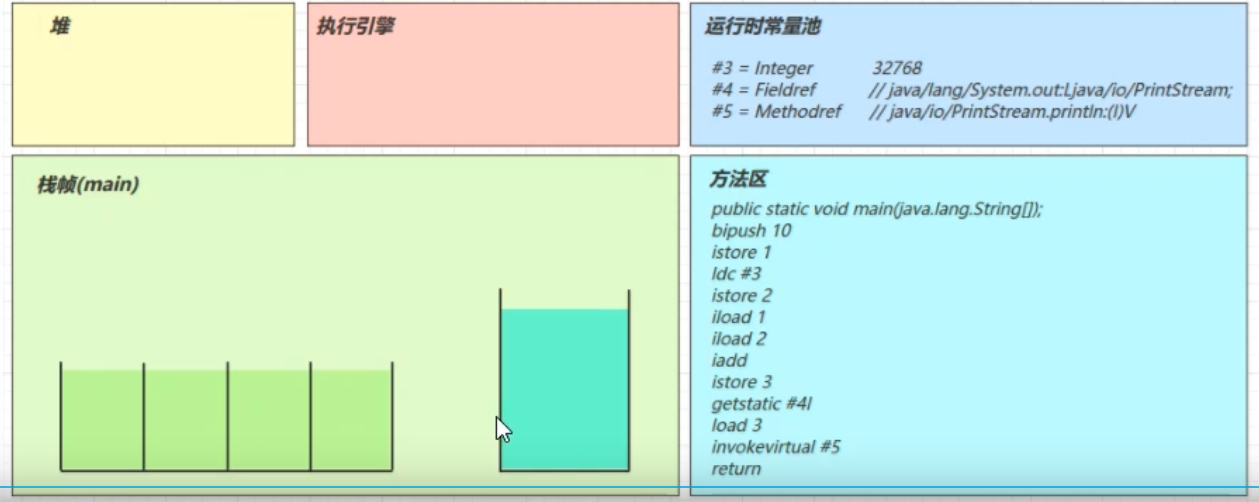 堆
执行引擎
运行时常量池
#3 = Integer 32768
#4 = Fieldref // java/lang/System.out:Ljava/io/PrintStream;
#5 = Methodref // java/io/PrintStream.println:(I)V
栈帧(main)
方法区
public static void main(java.lang.String[]);
bipush 10
istore 1
ldc #3
istore 2
iload 1
iload 2
iadd
istore 3
getstatic #4I
load 3
invokevirtual #5
return